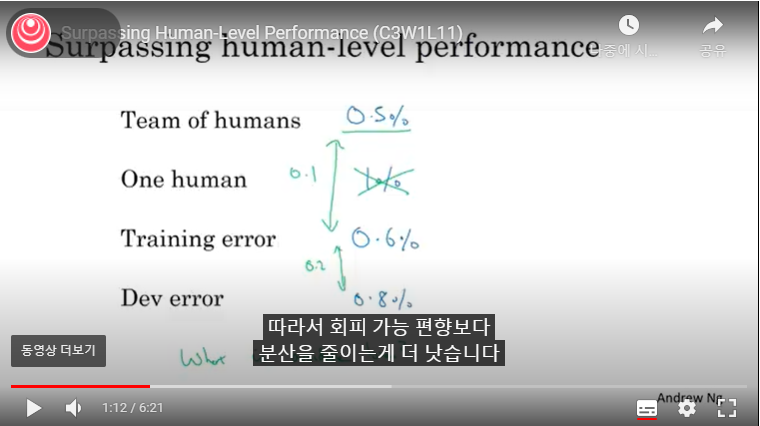 Surpassing Human-Level Performance (C3W1L11)
Surpassing human-level performance
나중에 시...
공유
Team of humans 0.5%
0.1
One human 1%
Training error 0.6%
0.2
Dev error 0.8%
따라서 회피 가능 편향보다
분산을 줄이는게 더 낫습니다
동영상 더보기
What
Andrew Ng
1:12 / 6:21